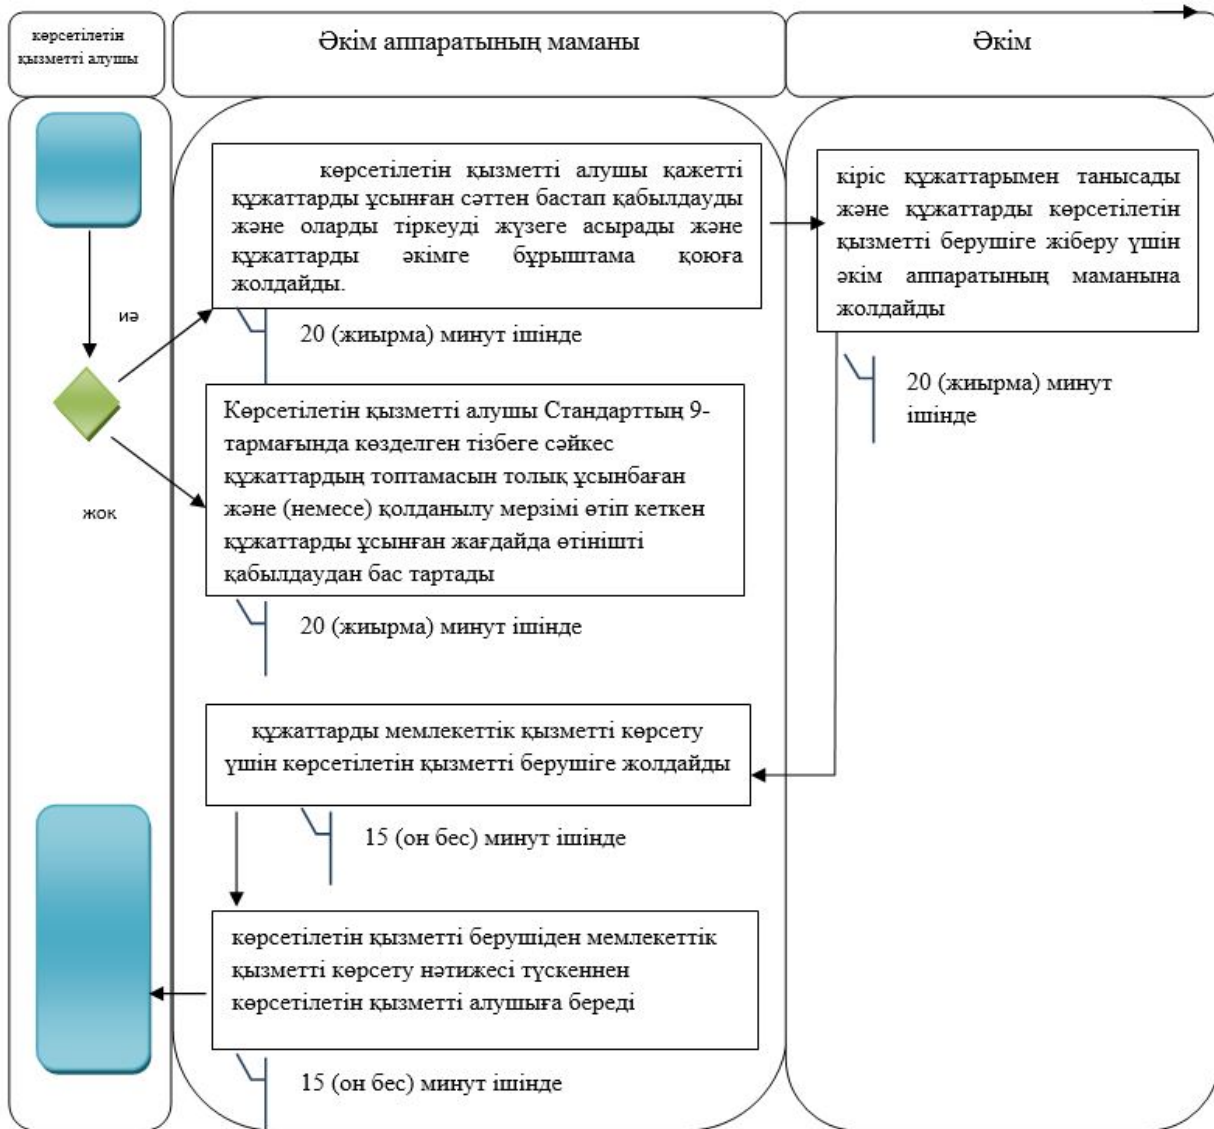 көрсетілетін
қызметті алушы
Әкім аппаратының маманы
Әкім
көрсетілетін қызметті алушы қажетті
құжаттарды ұсынған сәттен бастап қабылдауды
және оларды тіркеуді жүзеге асырады және
құжаттарды әкімге бұрыштама қоюға
жолдайды.
кіріс құжаттарымен танысады
және құжаттарды көрсетілетін
қызметті берушіге жіберу үшін
әкім аппаратының маманына
жолдайды
иә
20 (жиырма) минут ішінде
20 (жиырма) минут
ішінде
Көрсетілетін қызметті алушы Стандарттың 9-
тармағында көзделген тізбеге сәйкес
құжаттардың топтамасын толық ұсынбаған
және (немесе) қолданылу мерзімі өтіп кеткен
құжаттарды ұсынған жағдайда өтінішті
қабылдаудан бас тартады
жоқ
20 (жиырма) минут ішінде
құжаттарды мемлекеттік қызметті көрсету
үшін көрсетілетін қызметті берушіге жолдайды
15 (он бес) минут ішінде
көрсетілетін қызметті берушіден мемлекеттік
қызметті көрсету нәтижесі түскеннен
көрсетілетін қызметті алушыға береді
15 (он бес) минут ішінде